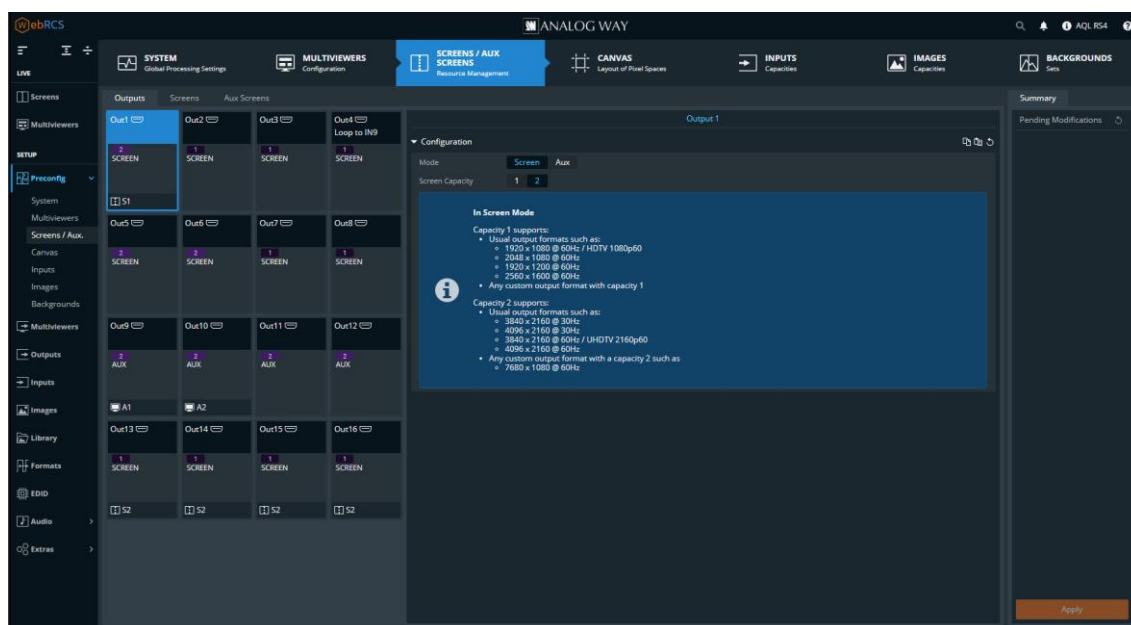 WebRCS
ANALOG WAY
AQL RS4
LIVE
Screens
Multiviewers
SETUP
Preconfig
System
Multiviewers
Screens / Aux.
Canvas
Inputs
Images
Backgrounds
Multiviewers
Outputs
Inputs
Images
Library
Formats
EDID
Audio
Extras
SYSTEM
Global Processing Settings
MULTIVIEWERS
Configuration
SCREENS / AUX
SCREENS
Resource Management
CANVAS
Layout of Pixel Spaces
INPUTS
Capacities
IMAGES
Capacities
BACKGROUNDS
Sets
Outputs Screens Aux Screens
Out1 Out2 Out3 Out4
Loop to IN9
2 1 1 1
SCREEN SCREEN SCREEN SCREEN
S1
Out5 Out6 Out7 Out8
2 2 1 1
SCREEN SCREEN SCREEN SCREEN
Out9 Out10 Out11 Out12
2 2 2 2
AUX AUX AUX AUX
A1 A2
Out13 Out14 Out15 Out16
1 1 1 1
SCREEN SCREEN SCREEN SCREEN
S2 S2 S2 S2
Output 1
Configuration
Mode Screen Aux
Screen Capacity 1 2
In Screen Mode
Capacity 1 supports:
• Usual output formats such as:
○ 1920 x 1080 @ 60Hz / HDTV 1080p60
○ 2048 x 1080 @ 60Hz
○ 1920 x 1200 @ 60Hz
○ 2560 x 1600 @ 60Hz
• Any custom output format with capacity 1
Capacity 2 supports:
• Usual output formats such as:
○ 3840 x 2160 @ 30Hz
○ 4096 x 2160 @ 30Hz
○ 3840 x 2160 @ 60Hz / UHDTV 2160p60
○ 4096 x 2160 @ 60Hz
• Any custom output format with a capacity 2 such as
○ 7680 x 1080 @ 60Hz
Summary
Pending Modifications
Apply